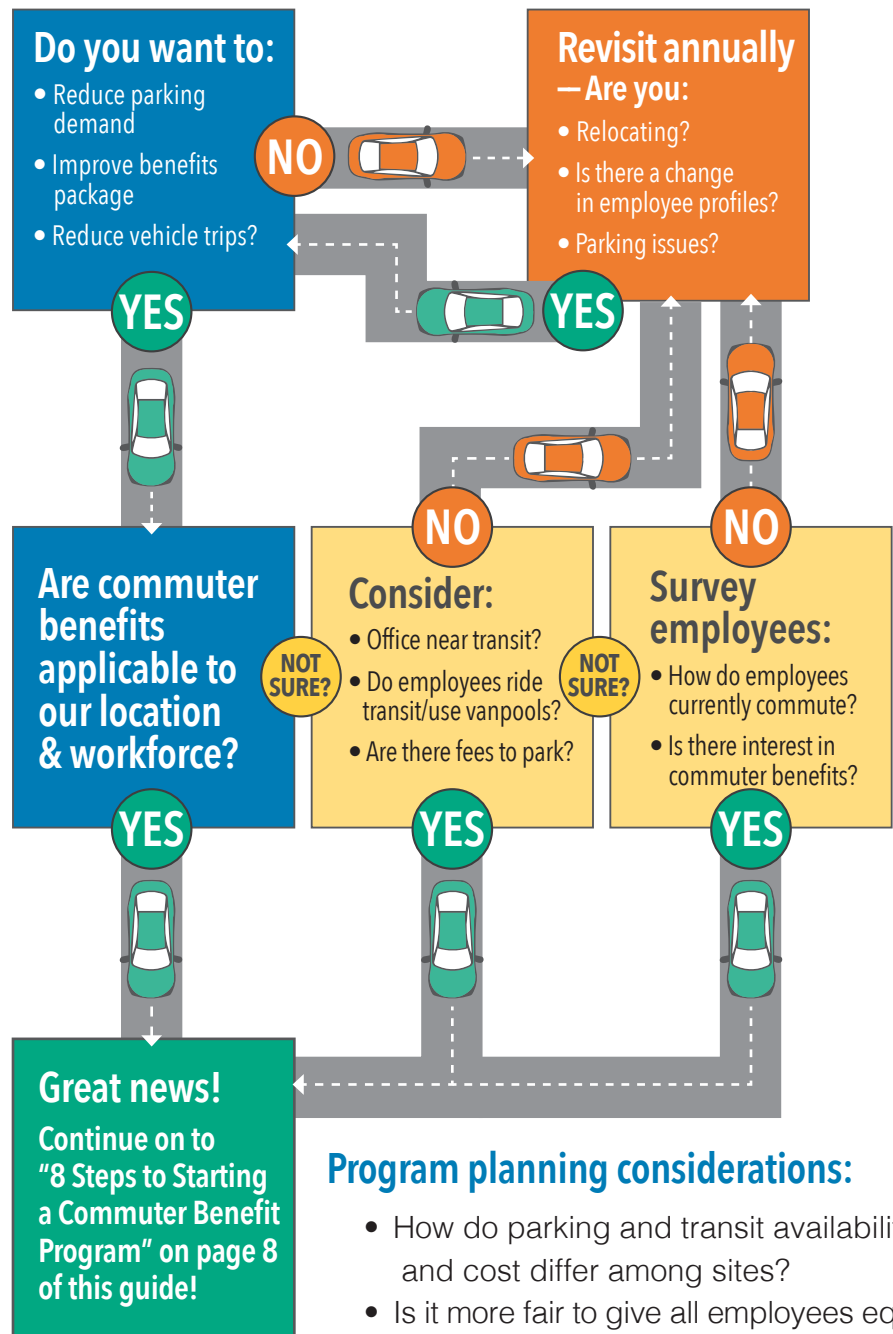 Do you want to:
• Reduce parking
demand
• Improve benefits
package
• Reduce vehicle trips?
NO
YES
Revisit annually
— Are you:
• Relocating?
• Is there a change
in employee profiles?
• Parking issues?
YES
Are commuter
benefits
applicable to
our location
& workforce?
NOT
SURE?
YES
NO
Consider:
• Office near transit?
• Do employees ride
transit/use vanpools?
• Are there fees to park?
NOT
SURE?
YES
NO
Survey
employees:
• How do employees
currently commute?
• Is there interest in
commuter benefits?
YES
Great news!
Continue on to
"8 Steps to Starting
a Commuter Benefit
Program" on page 8
of this guide!
Program planning considerations:
• How do parking and transit
and cost differ among sites?
• Is it more fair to give all employees